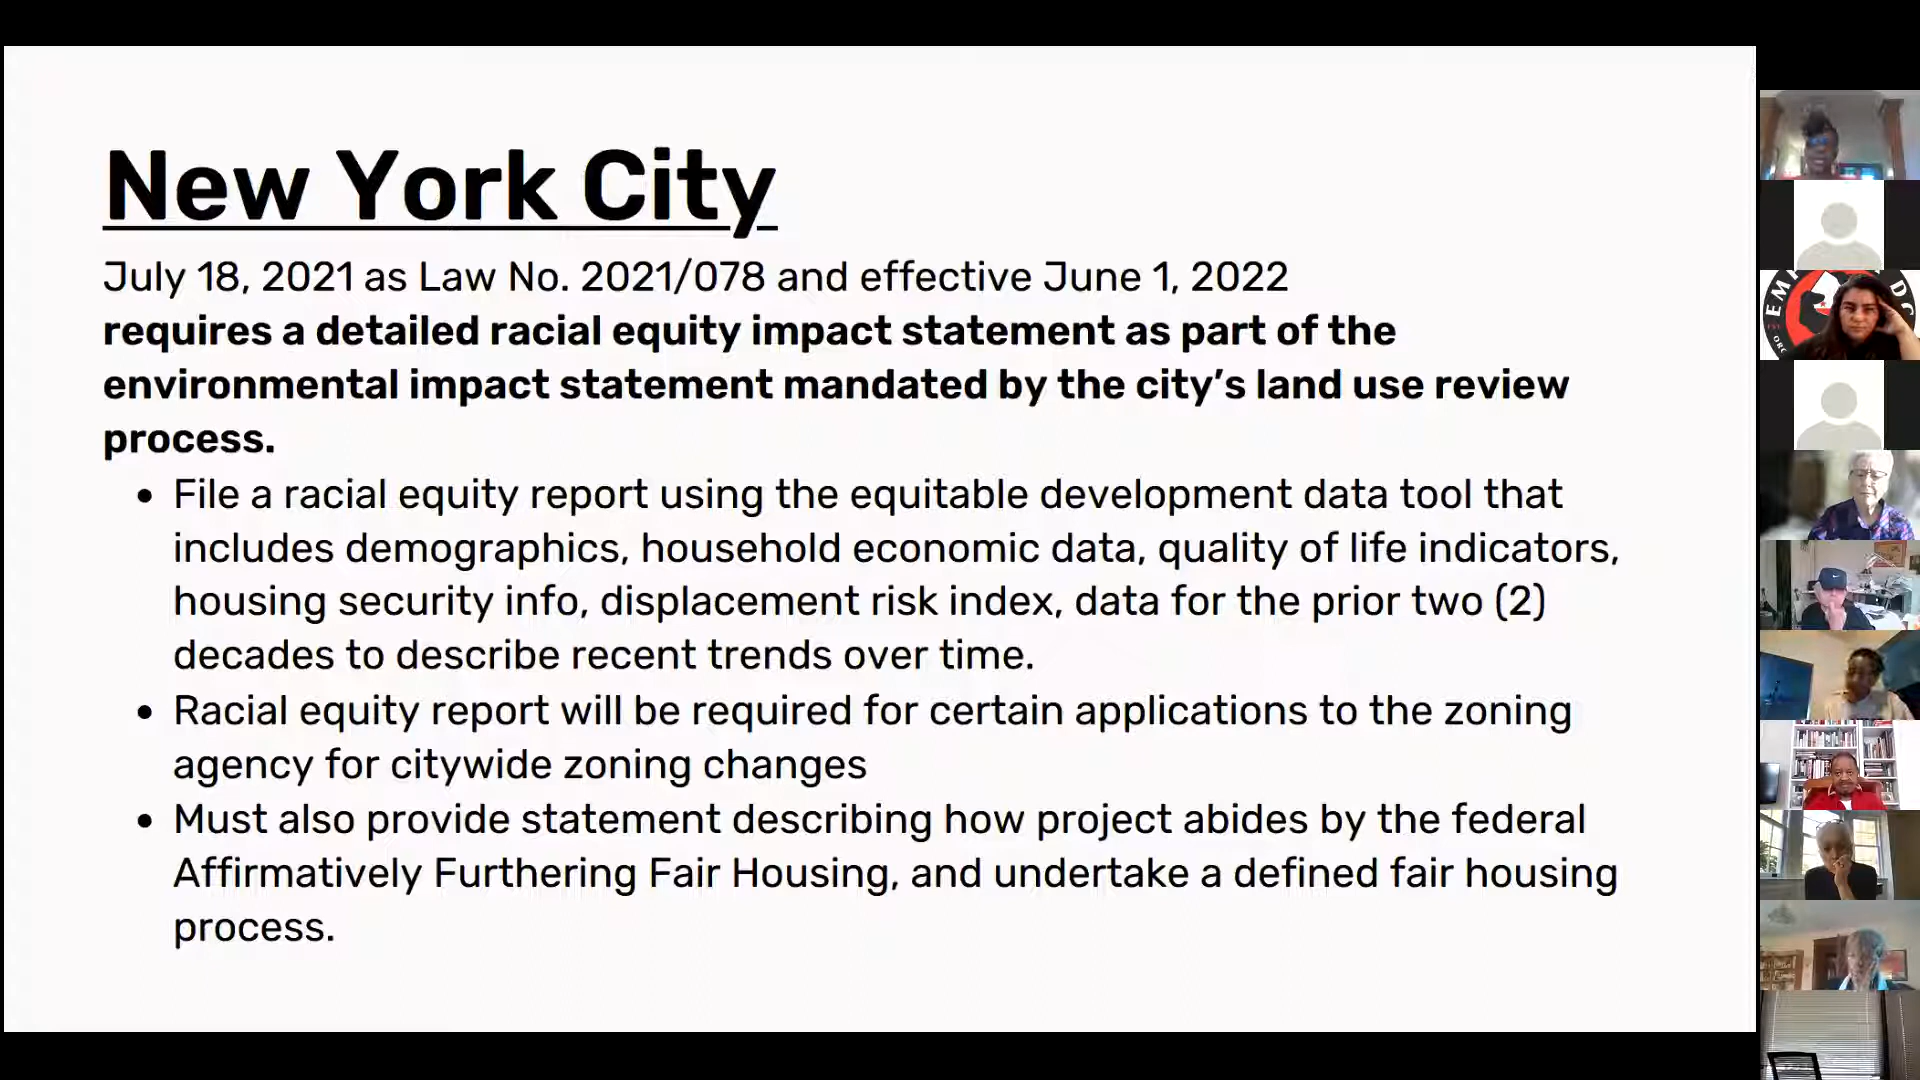 New York City
July 18, 2021 as Law No. 2021/078 and effective June 1, 2022
requires a detailed racial equity impact statement as part of the
environmental impact statement mandated by the city’s land use review
process.
• File a racial equity report using the equitable development data tool that
includes demographics, household economic data, quality of life indicators,
housing security info, displacement risk index, data for the prior two (2)
decades to describe recent trends over time.
• Racial equity report will be required for certain applications to the zoning
agency for citywide zoning changes
• Must also provide statement describing how project abides by the federal
Affirmatively Furthering Fair Housing, and undertake a defined fair housing
process.